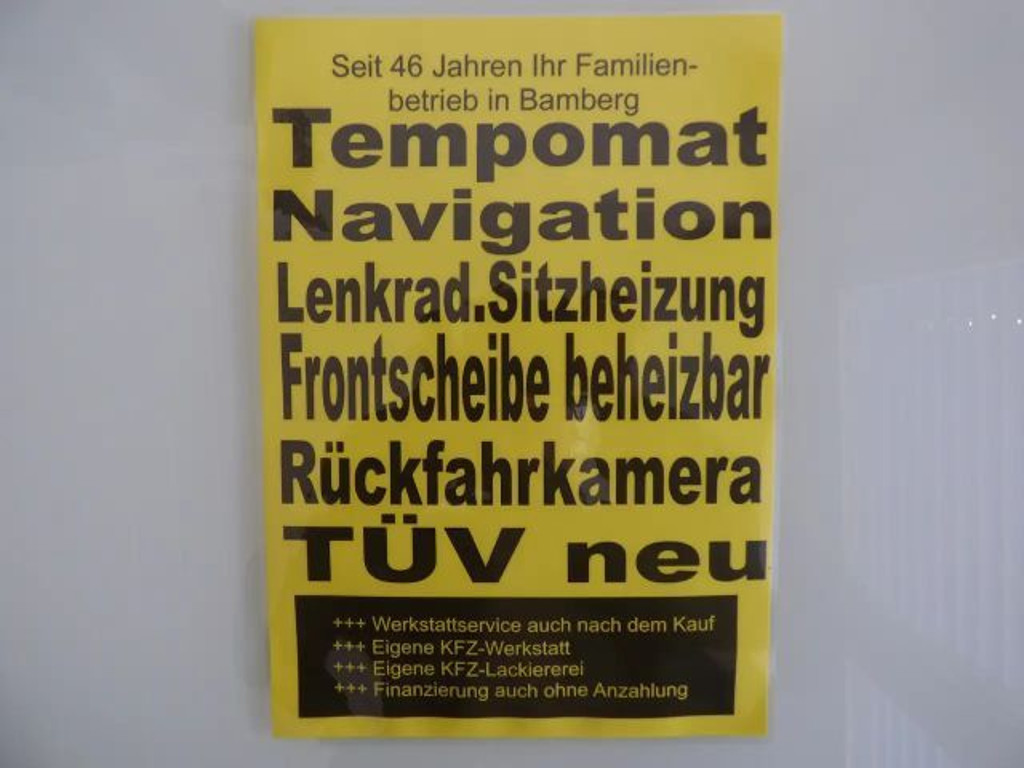 Seit 46 Jahren Ihr Familien-
betrieb in Bamberg
Tempomat
Navigation
Lenkrad.Sitzheizung
Frontscheibe beheizbar
Rückfahrkamera
TÜV neu
+++ Werkstattservice auch nach dem Kauf
+++ Eigene KFZ-Werkstatt
+++ Eigene KFZ-Lackiererei
+++ Finanzierung auch ohne Anzahlung